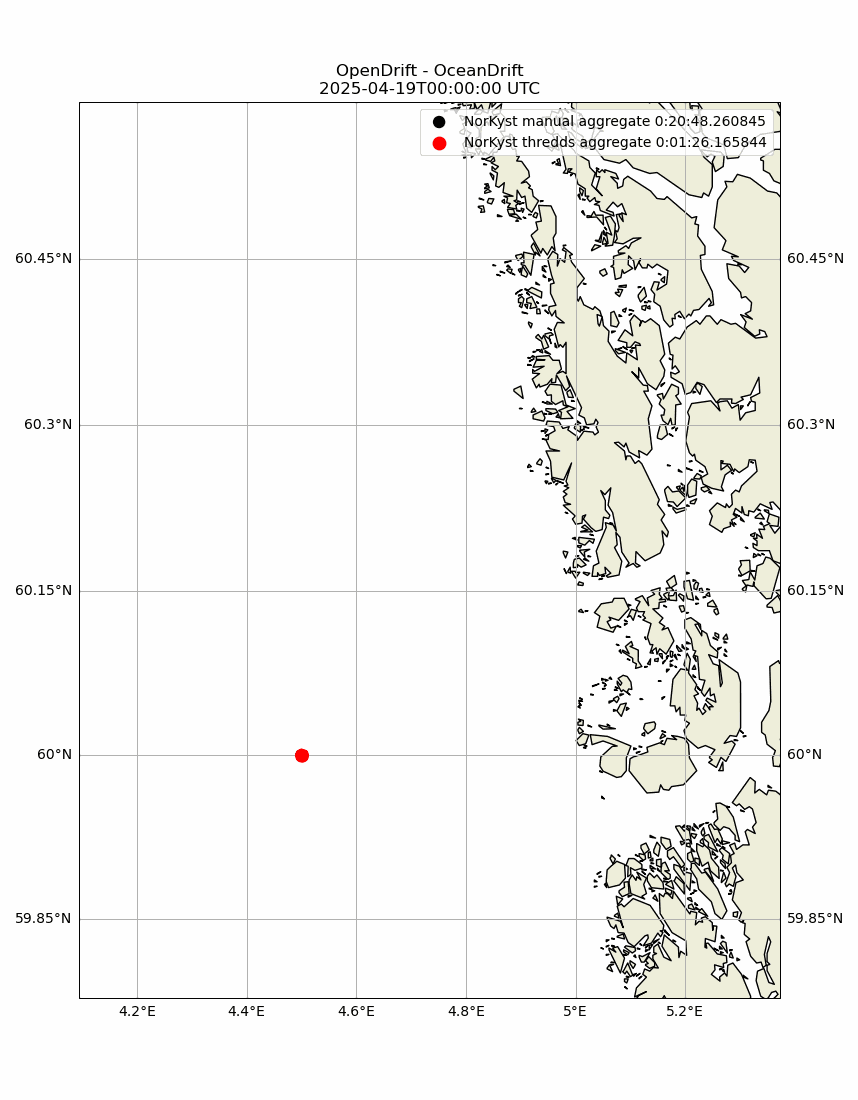 OpenDrift - OceanDrift
2025-04-19T00:00:00 UTC
NorKyst manual aggregate 0:20:48.260845
NorKyst thredds aggregate 0:01:26.165844
60.45°N 60.45°N
60.3°N 60.3°N
60.15°N 60.15°N
60°N 60°N
59.85°N 59.85°N
4.2°E 4.4°E 4.6°E 4.8°E 5°E 5.2°E